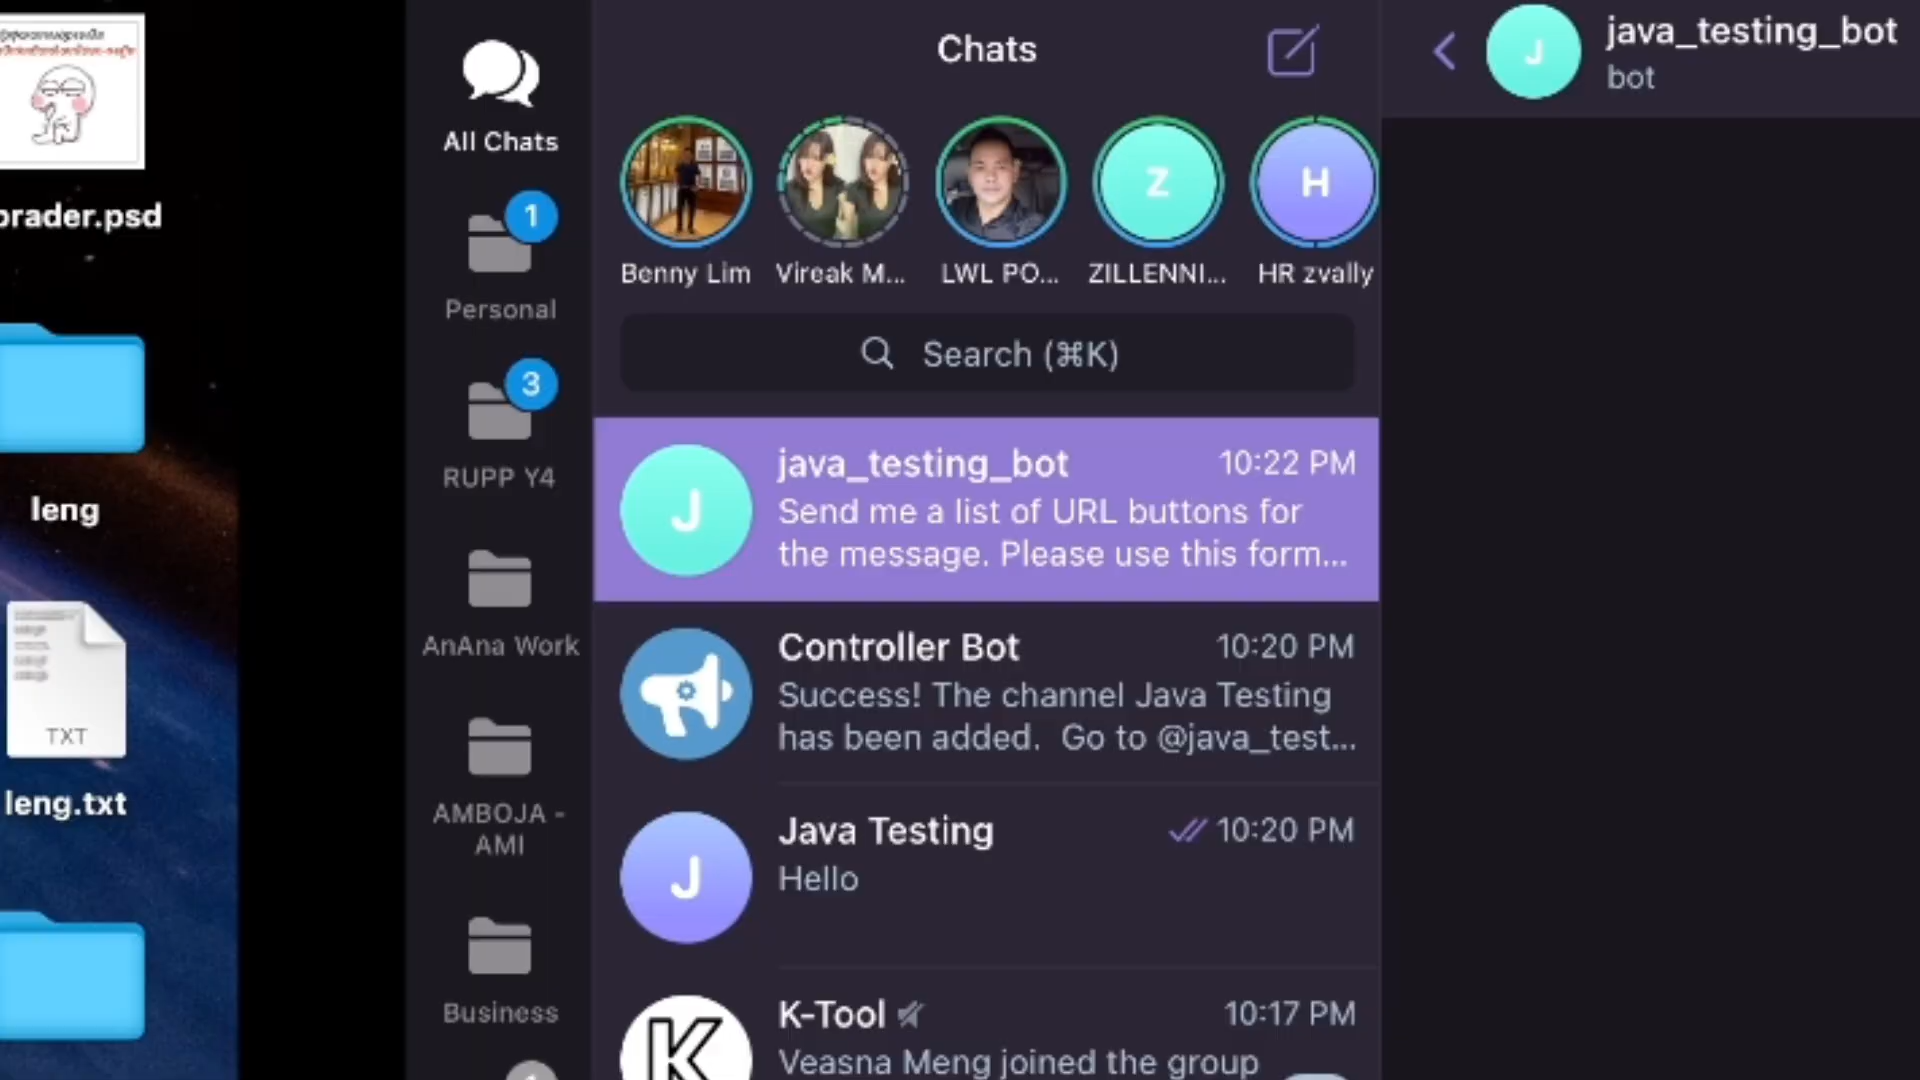 prader.psd
leng
TXT
leng.txt
All Chats
1
Personal
3
RUPP Y4
AnAna Work
AMBOJA -
AMI
Business
Chats
Z
H
Benny Lim
Vireak M...
LWL PO...
ZILLENNI...
HR zvally
Search (⌘K)
J
java_testing_bot
10:22 PM
Send me a list of URL buttons for
the message. Please use this form...
Controller Bot
10:20 PM
Success! The channel Java Testing
has been added. Go to @java_test...
J
Java Testing
10:20 PM
Hello
K
K-Tool
10:17 PM
Veasna Meng joined the group
J
java_testing_bot
bot